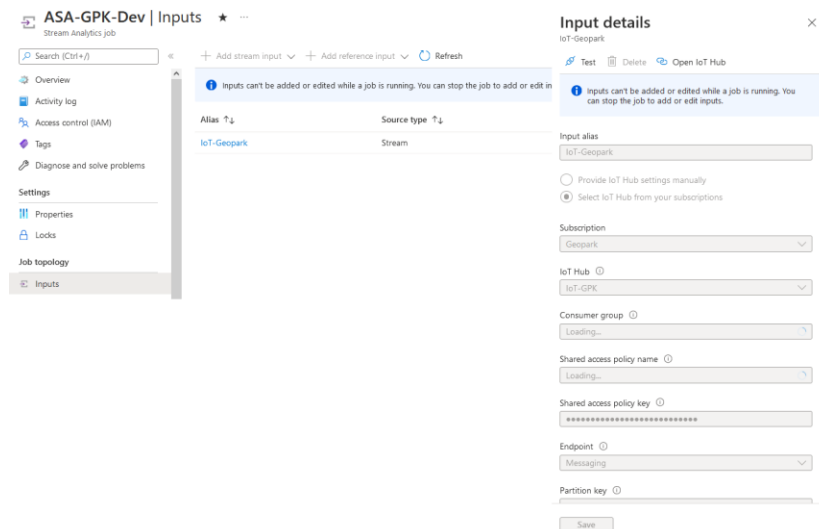 ASA-GPK-Dev | Inputs ★ ...
Stream Analytics job
Search (Ctrl+/)
«
Overview
Activity log
Access control (IAM)
Tags
Diagnose and solve problems
Settings
Properties
Locks
Job topology
Inputs
+ Add stream input + Add reference input Refresh
Inputs can't be added or edited while a job is running. You can stop the job to add or edit in
Alias ↑↓ Source type ↑↓
IoT-Geopark Stream
Input details
IoT-Geopark
Test Delete Open IoT Hub
Inputs can't be added or edited while a job is running. You
can stop the job to add or edit inputs.
Input alias
IoT-Geopark
Provide IoT Hub settings manually
Select IoT Hub from your subscriptions
Subscription
Geopark
IoT Hub
IoT-GPK
Consumer group
Loading...
Shared access policy name
Loading...
Shared access policy key
•••••••••••••••••••••••••••
Endpoint
Messaging
Partition key
Save